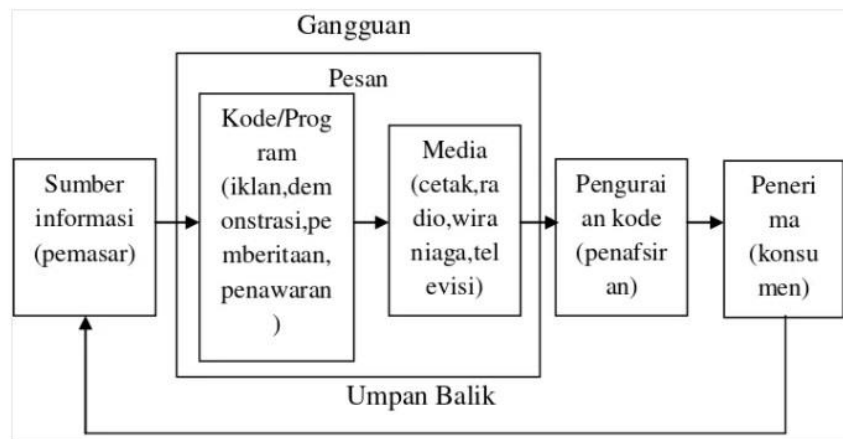 Gangguan
Pesan
Sumber
informasi
(pemasar)
Kode/Prog
ram
(iklan,dem
onstrasi,pe
mberitaan,
penawaran
)
Media
(cetak,ra
dio,wira
niaga,tel
evisi)
Pengurai
an kode
(penafsir
an)
Peneri
ma
(konsu
men)
Umpan Balik